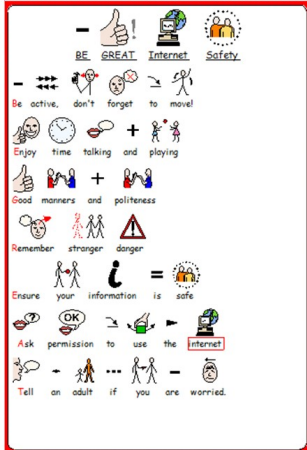 BE GREAT Internet Safety
Be active, don't forget to move!
Enjoy time talking and playing
Good manners and politeness
Remember stranger danger
Ensure your information is safe
OK
Ask permission to use the internet
Tell an adult if you are worried.